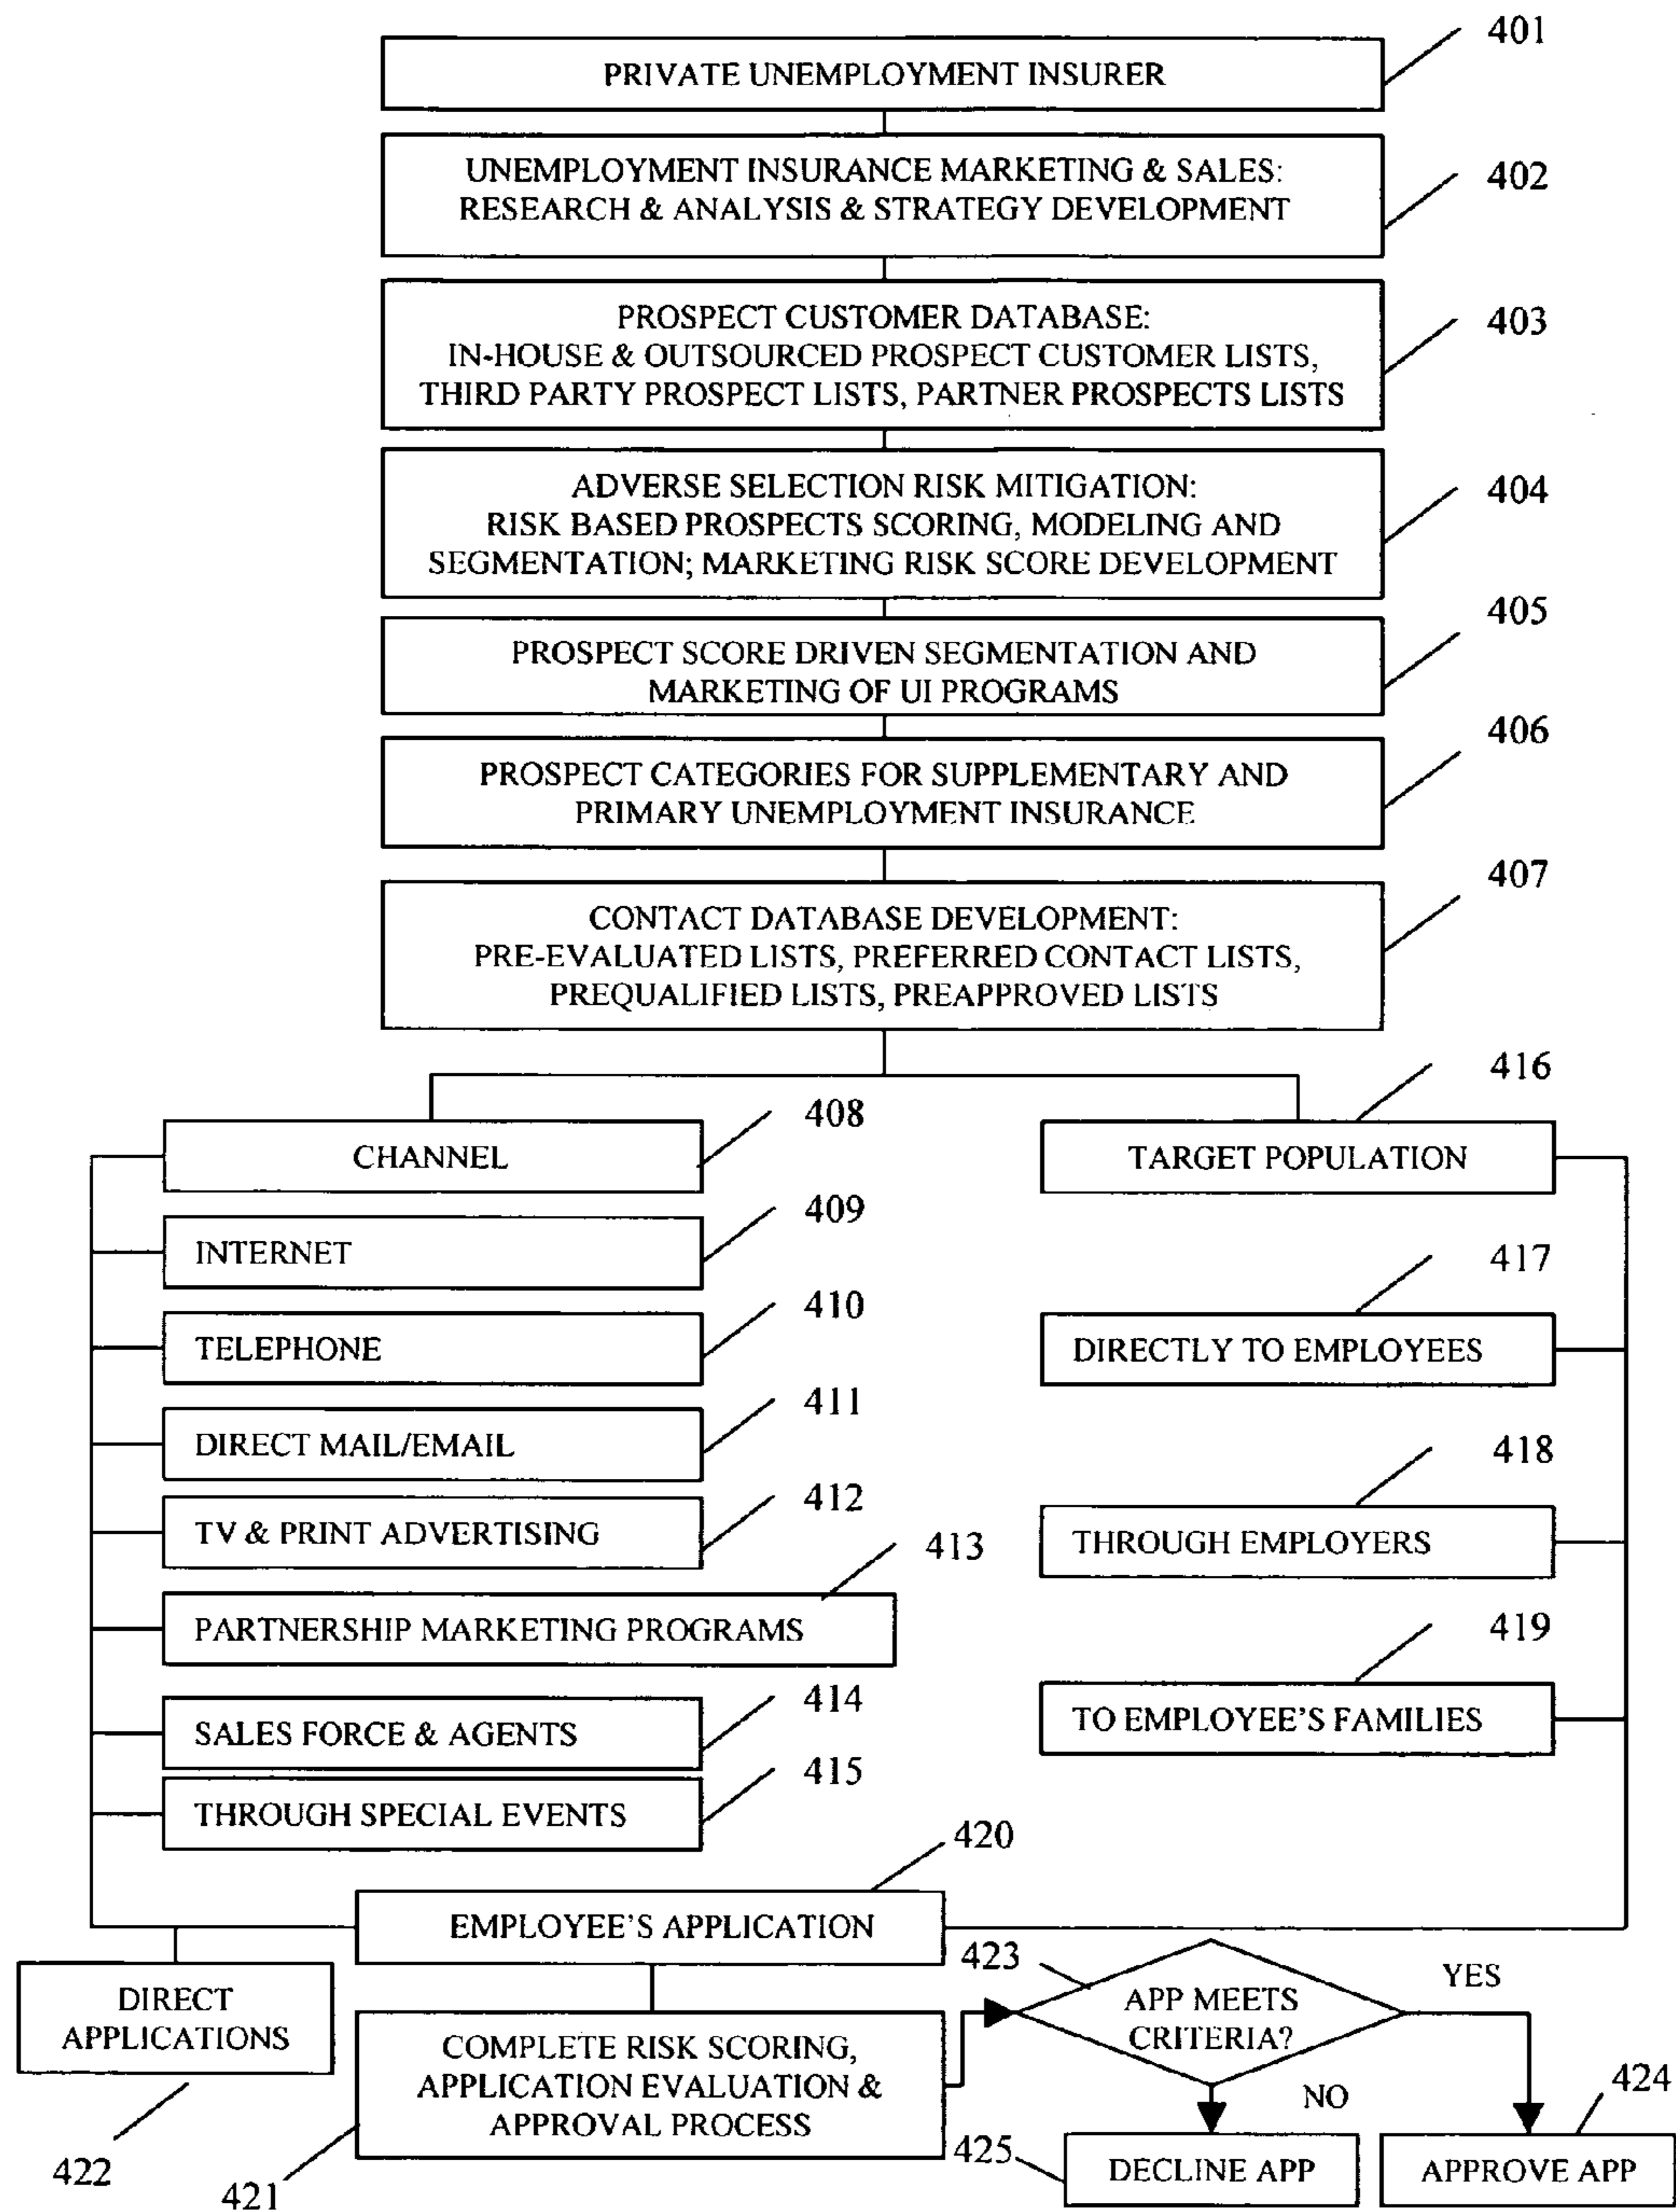 401
PRIVATE UNEMPLOYMENT INSURER
402
UNEMPLOYMENT INSURANCE MARKETING & SALES:
RESEARCH & ANALYSIS & STRATEGY DEVELOPMENT
403
PROSPECT CUSTOMER DATABASE:
IN-HOUSE & OUTSOURCED PROSPECT CUSTOMER LISTS,
THIRD PARTY PROSPECT LISTS, PARTNER PROSPECTS LISTS
404
ADVERSE SELECTION RISK MITIGATION:
RISK BASED PROSPECTS SCORING, MODELING AND
SEGMENTATION; MARKETING RISK SCORE DEVELOPMENT
405
PROSPECT SCORE DRIVEN SEGMENTATION AND
MARKETING OF UI PROGRAMS
406
PROSPECT CATEGORIES FOR SUPPLEMENTARY AND
PRIMARY UNEMPLOYMENT INSURANCE
407
CONTACT DATABASE DEVELOPMENT:
PRE-EVALUATED LISTS, PREFERRED CONTACT LISTS,
PREQUALIFIED LISTS, PREAPPROVED LISTS
408
CHANNEL
409
INTERNET
410
TELEPHONE
411
DIRECT MAIL/EMAIL
412
TV & PRINT ADVERTISING
413
PARTNERSHIP MARKETING PROGRAMS
414
SALES FORCE & AGENTS
415
THROUGH SPECIAL EVENTS
416
TARGET POPULATION
417
DIRECTLY TO EMPLOYEES
418
THROUGH EMPLOYERS
419
TO EMPLOYEE'S FAMILIES
420
EMPLOYEE'S APPLICATION
DIRECT
APPLICATIONS
422
COMPLETE RISK SCORING,
APPLICATION EVALUATION &
APPROVAL PROCESS
421
423
APP MEETS
CRITERIA?
YES
NO
424
APPROVE APP
425
DECLINE APP